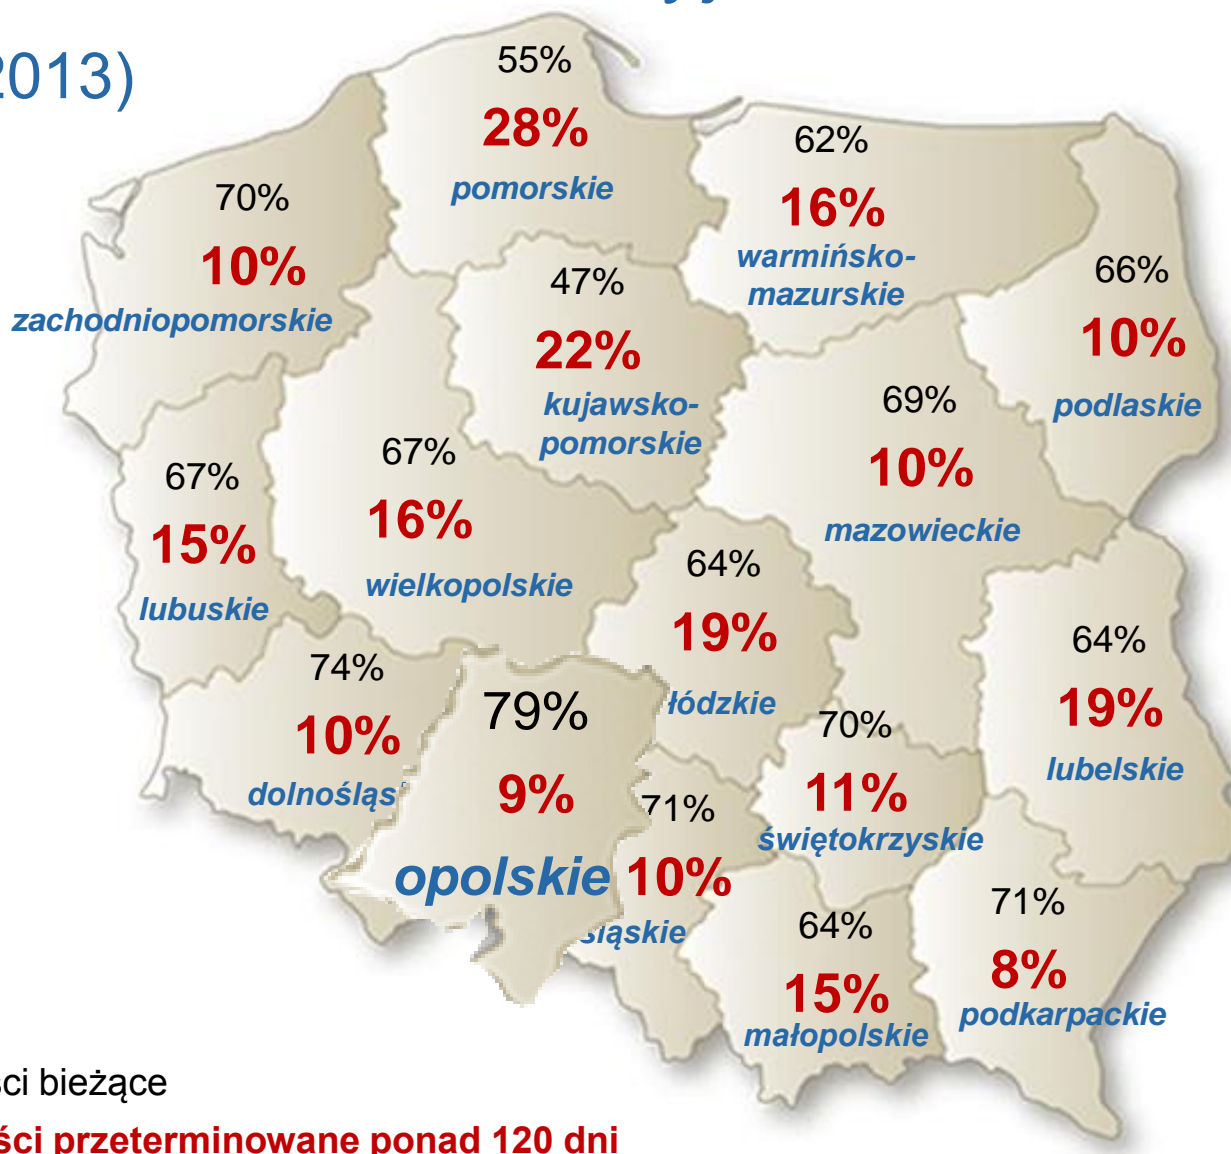 2013)
55%
28%
pomorskie
62%
16%
warmińsko-
mazurskie
70%
10%
zachodniopomorskie
47%
22%
kujawsko-
pomorskie
66%
10%
podlaskie
69%
10%
mazowieckie
67%
15%
lubuskie
67%
16%
wielkopolskie
64%
19%
łódzkie
64%
19%
lubelskie
74%
10%
dolnośląs
79%
9%
opolskie
71%
10%
śląskie
70%
11%
świętokrzyskie
64%
15%
małopolskie
71%
8%
podkarpackie
ści bieżące
ści przeterminowane ponad 120 dni